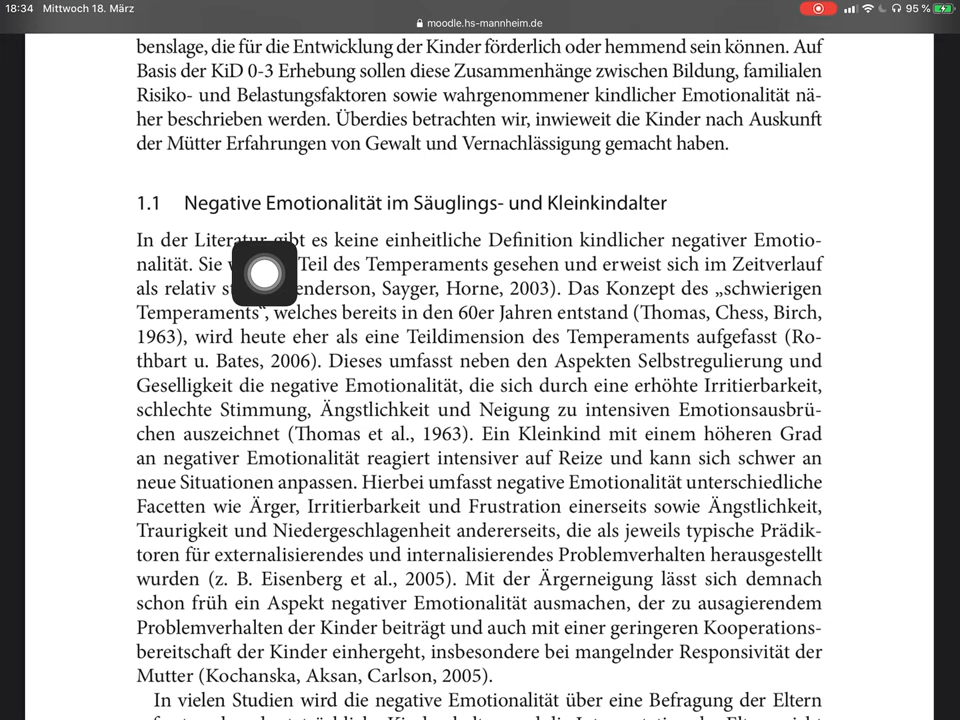 18:34 Mittwoch 18. März 95 %
moodle.hs-mannheim.de
benslage, die für die Entwicklung der Kinder förderlich oder hemmend sein können. Auf
Basis der KiD 0-3 Erhebung sollen diese Zusammenhänge zwischen Bildung, familialen
Risiko- und Belastungsfaktoren sowie wahrgenommener kindlicher Emotionalität nä-
her beschrieben werden. Überdies betrachten wir, inwieweit die Kinder nach Auskunft
der Mütter Erfahrungen von Gewalt und Vernachlässigung gemacht haben.
1.1 Negative Emotionalität im Säuglings- und Kleinkindalter
In der Literatur gibt es keine einheitliche Definition kindlicher negativer Emotio-
nalität. Sie Teil des Temperaments gesehen und erweist sich im Zeitverlauf
als relativ enderson, Sayger, Horne, 2003). Das Konzept des „schwierigen
Temperaments“, welches bereits in den 60er Jahren entstand (Thomas, Chess, Birch,
1963), wird heute eher als eine Teildimension des Temperaments aufgefasst (Ro-
thbart u. Bates, 2006). Dieses umfasst neben den Aspekten Selbstregulierung und
Geselligkeit die negative Emotionalität, die sich durch eine erhöhte Irritierbarkeit,
schlechte Stimmung, Ängstlichkeit und Neigung zu intensiven Emotionsausbrü-
chen auszeichnet (Thomas et al., 1963). Ein Kleinkind mit einem höheren Grad
an negativer Emotionalität reagiert intensiver auf Reize und kann sich schwer an
neue Situationen anpassen. Hierbei umfasst negative Emotionalität unterschiedliche
Facetten wie Ärger, Irritierbarkeit und Frustration einerseits sowie Ängstlichkeit,
Traurigkeit und Niedergeschlagenheit andererseits, die als jeweils typische Prädik-
toren für externalisierendes und internalisierendes Problemverhalten herausgestellt
wurden (z. B. Eisenberg et al., 2005). Mit der Ärgerneigung lässt sich demnach
schon früh ein Aspekt negativer Emotionalität ausmachen, der zu ausagierendem
Problemverhalten der Kinder beiträgt und auch mit einer geringeren Kooperations-
bereitschaft der Kinder einhergeht, insbesondere bei mangelnder Responsivität der
Mutter (Kochanska, Aksan, Carlson, 2005).
In vielen Studien wird die negative Emotionalität über eine Befragung der Eltern